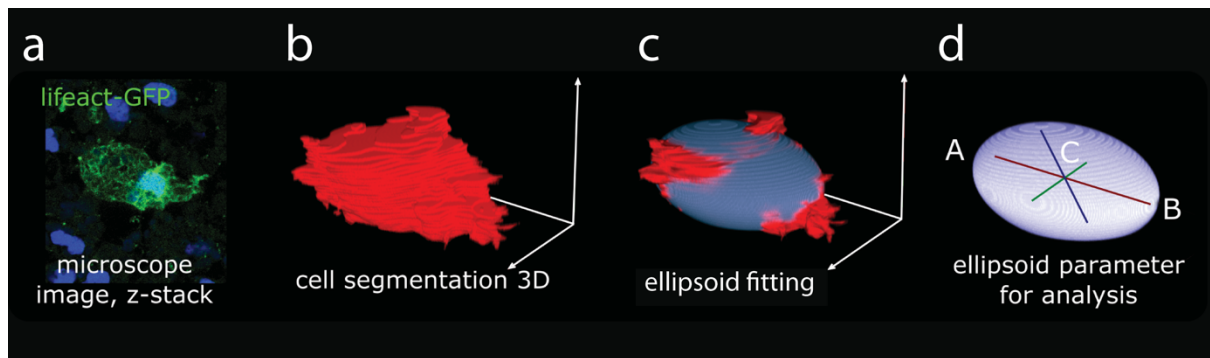 a
b
c
d
lifeact-GFP
microscope
image, z-stack
cell segmentation 3D
ellipsoid fitting
A
C
B
ellipsoid parameter
for analysis